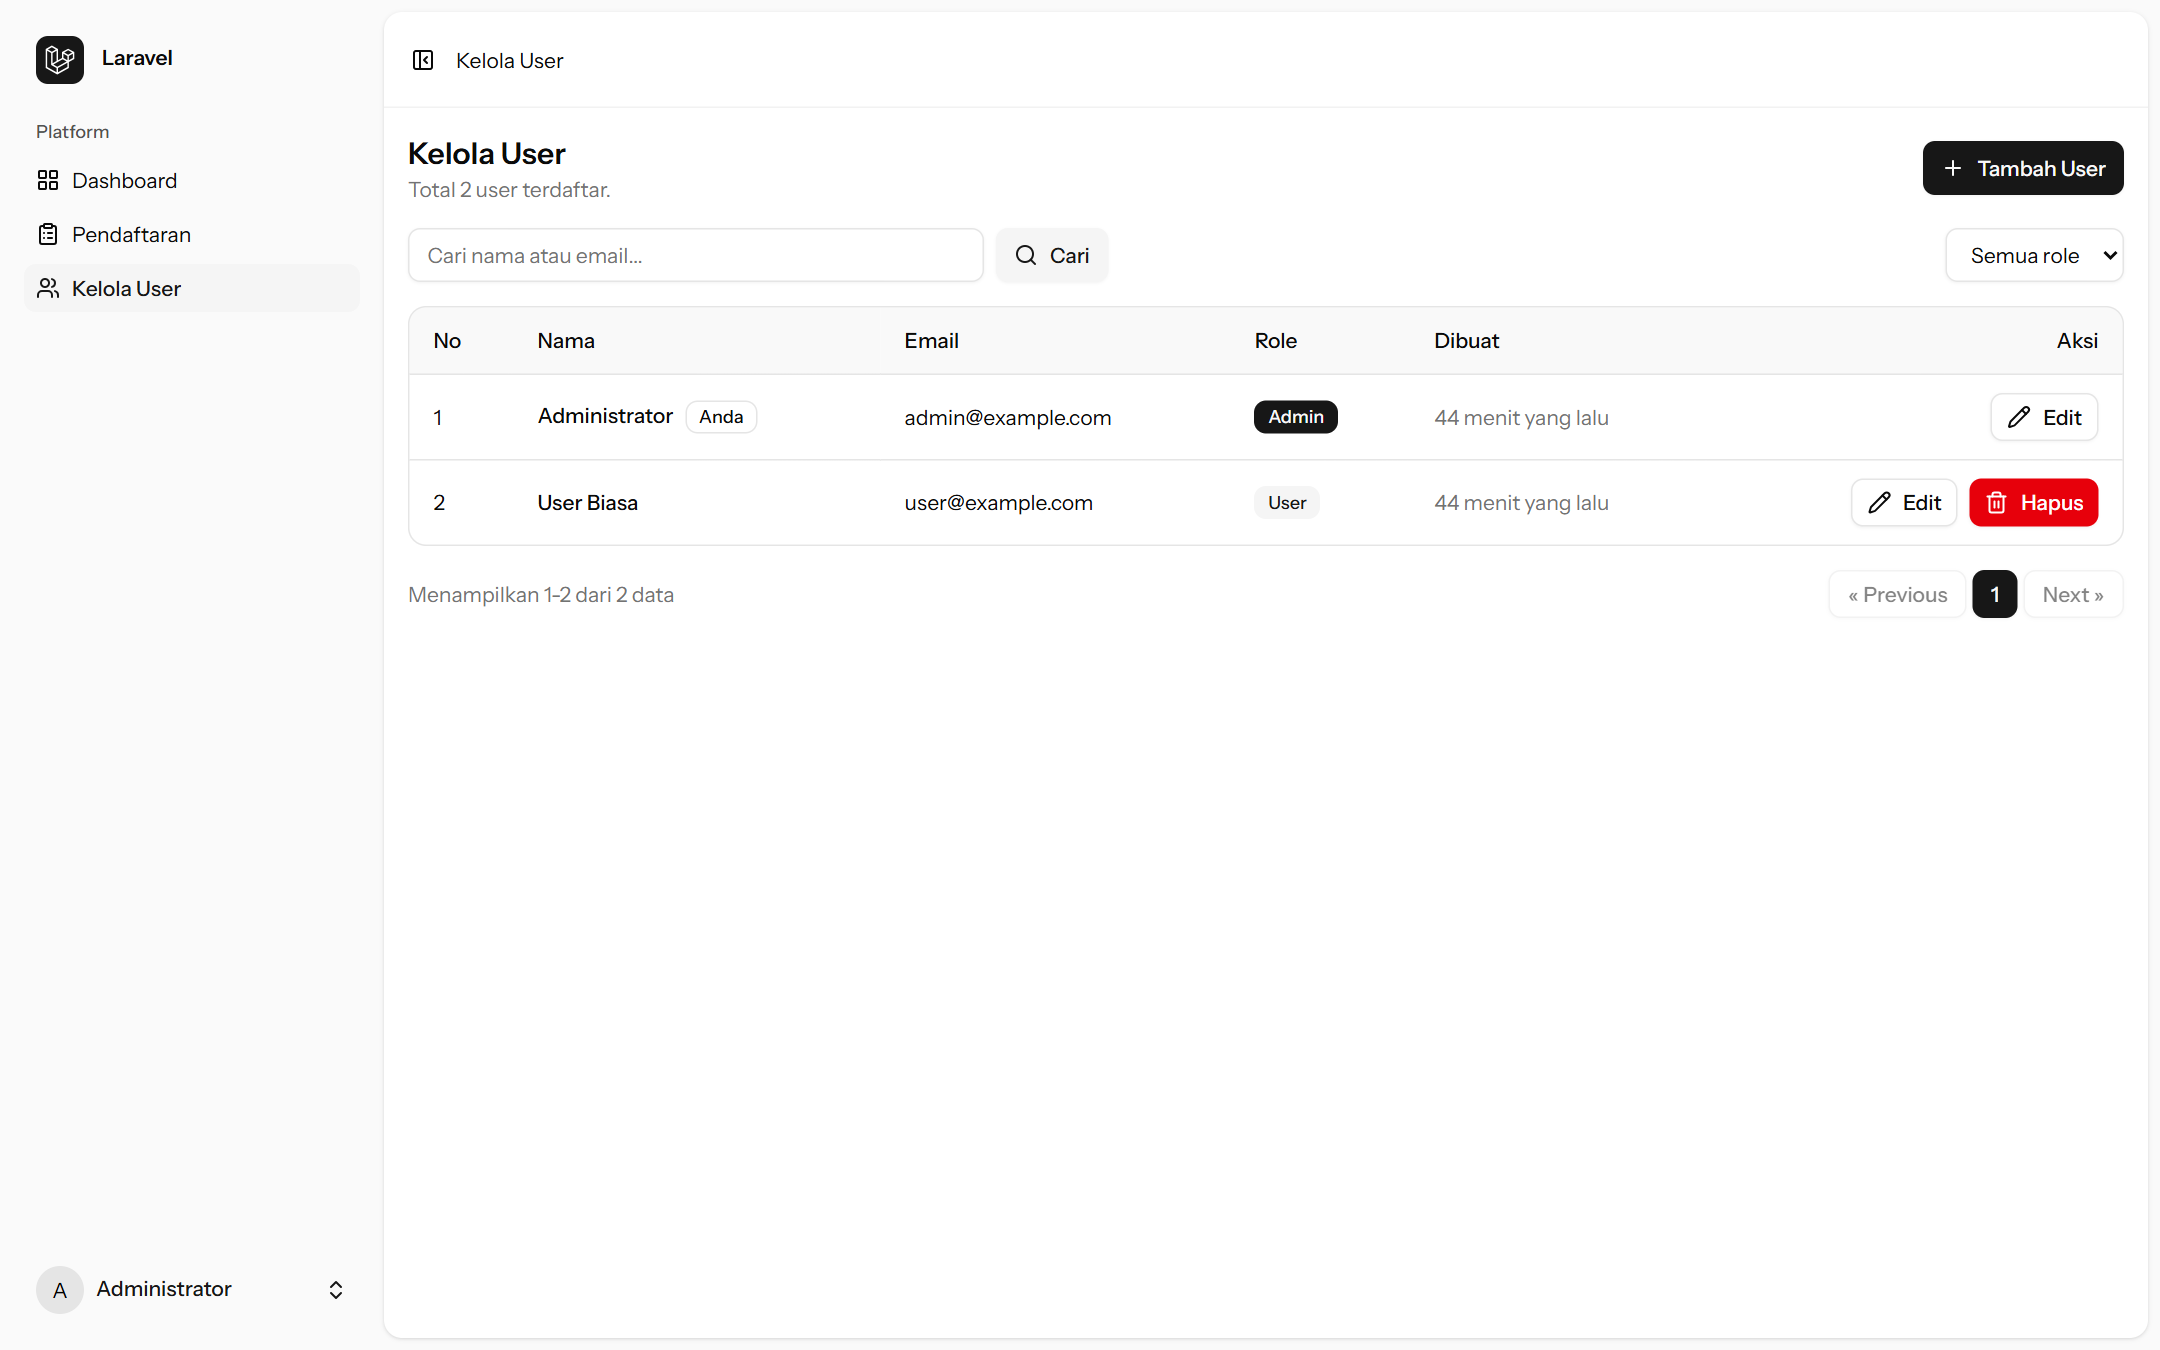 Laravel
Platform
Dashboard
Pendaftaran
Kelola User
A Administrator
Kelola User
Kelola User
Total 2 user terdaftar.
+ Tambah User
Cari nama atau email...
Cari
Semua role
No Nama Email Role Dibuat Aksi
1 Administrator Anda admin@example.com Admin 44 menit yang lalu Edit
2 User Biasa user@example.com User 44 menit yang lalu Edit Hapus
Menampilkan 1-2 dari 2 data
« Previous 1 Next »